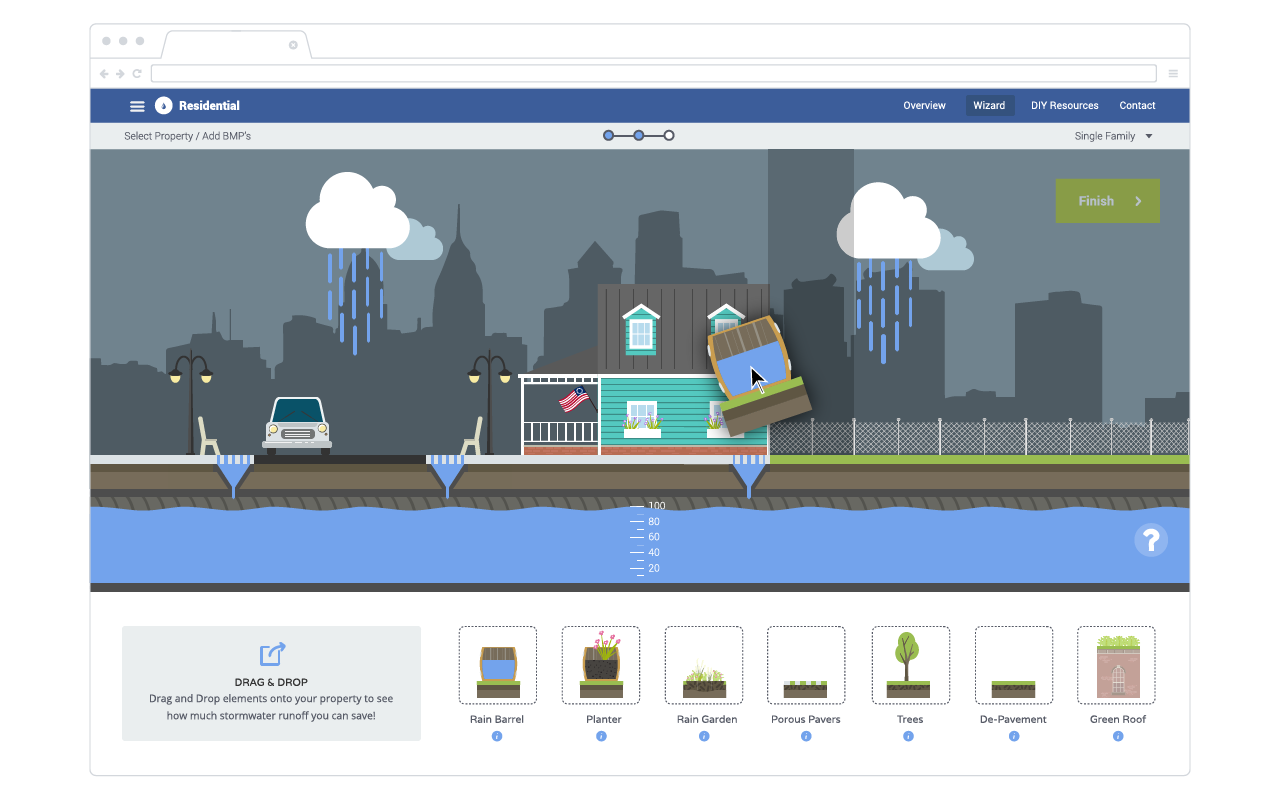 Residential
Overview
Wizard
DIY Resources
Contact
Select Property / Add BMP's
Single Family
Finish
100
80
60
40
20
?
DRAG & DROP
Drag and Drop elements onto your property to see
how much stormwater runoff you can save!
Rain Barrel
Planter
Rain Garden
Porous Pavers
Trees
De-Pavement
Green Roof